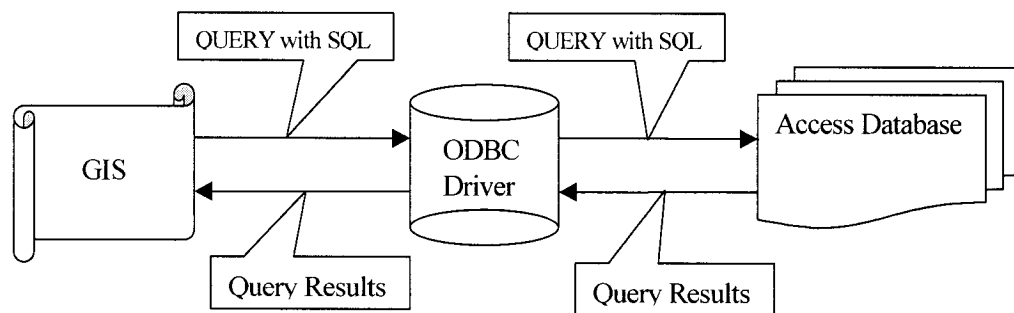 QUERY with SQL
QUERY with SQL
GIS
ODBC
Driver
Access Database
Query Results
Query Results